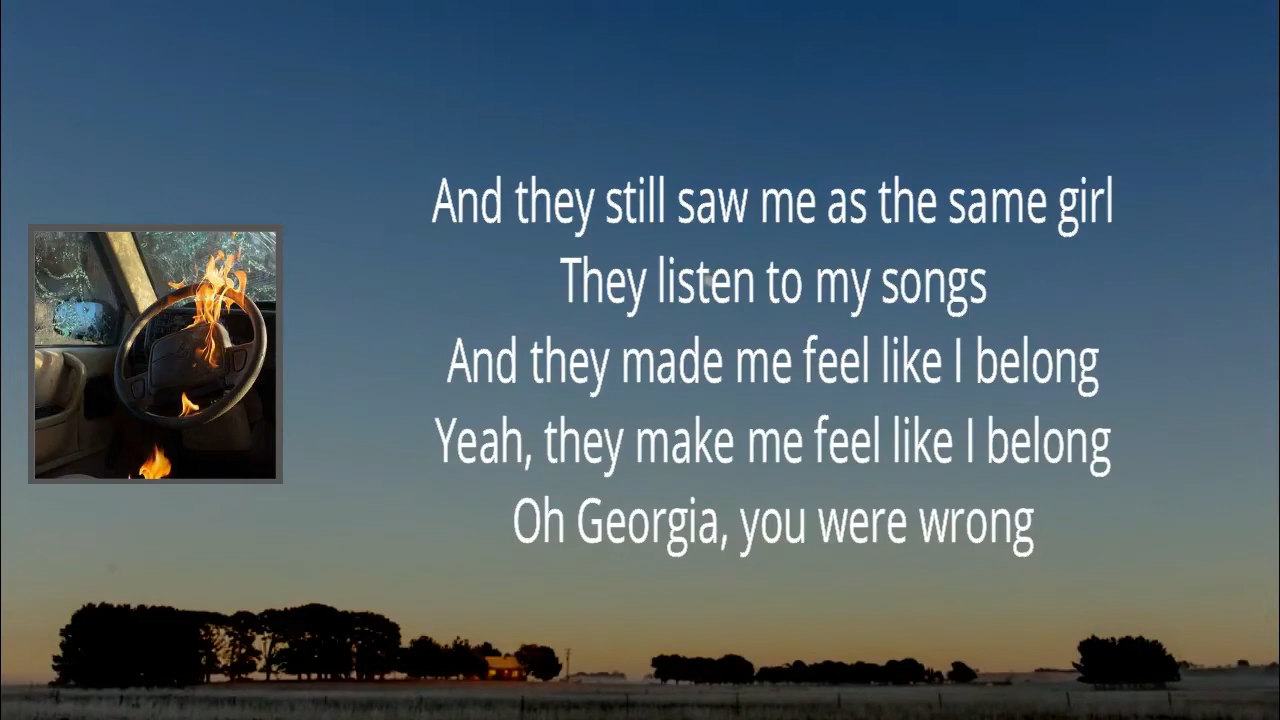 And they still saw me as the same girl
They listen to my songs
And they made me feel like I belong
Yeah, they make me feel like I belong
Oh Georgia, you were wrong